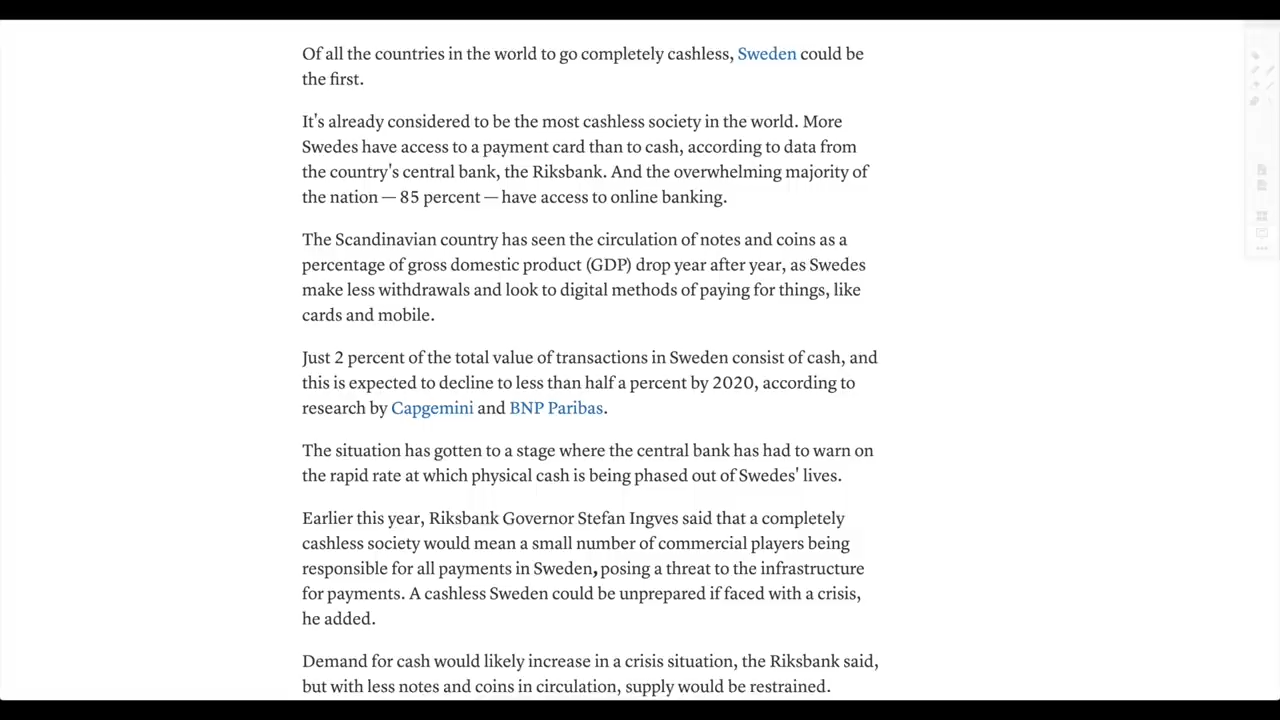 Of all the countries in the world to go completely cashless, Sweden could be
the first.
It's already considered to be the most cashless society in the world. More
Swedes have access to a payment card than to cash, according to data from
the country's central bank, the Riksbank. And the overwhelming majority of
the nation — 85 percent — have access to online banking.
The Scandinavian country has seen the circulation of notes and coins as a
percentage of gross domestic product (GDP) drop year after year, as Swedes
make less withdrawals and look to digital methods of paying for things, like
cards and mobile.
Just 2 percent of the total value of transactions in Sweden consist of cash, and
this is expected to decline to less than half a percent by 2020, according to
research by Capgemini and BNP Paribas.
The situation has gotten to a stage where the central bank has had to warn on
the rapid rate at which physical cash is being phased out of Swedes' lives.
Earlier this year, Riksbank Governor Stefan Ingves said that a completely
cashless society would mean a small number of commercial players being
responsible for all payments in Sweden, posing a threat to the infrastructure
for payments. A cashless Sweden could be unprepared if faced with a crisis,
he added.
Demand for cash would likely increase in a crisis situation, the Riksbank said,
but with less notes and coins in circulation, supply would be restrained.